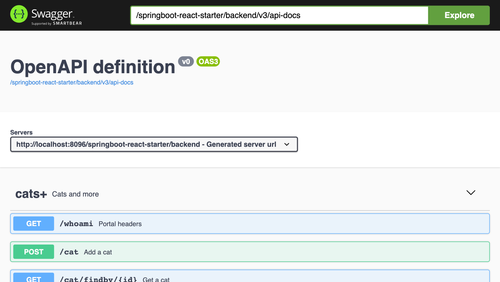 Swagger.
Supported by SMARTBEAR
/springboot-react-starter/backend/v3/api-docs
Explore
OpenAPI definition v0 OAS3
/springboot-react-starter/backend/v3/api-docs
Servers
http://localhost:8096/springboot-react-starter/backend - Generated server url
cats+ Cats and more
GET /whoami Portal headers
POST /cat Add a cat
GET /cat/findby/{id} Get a cat